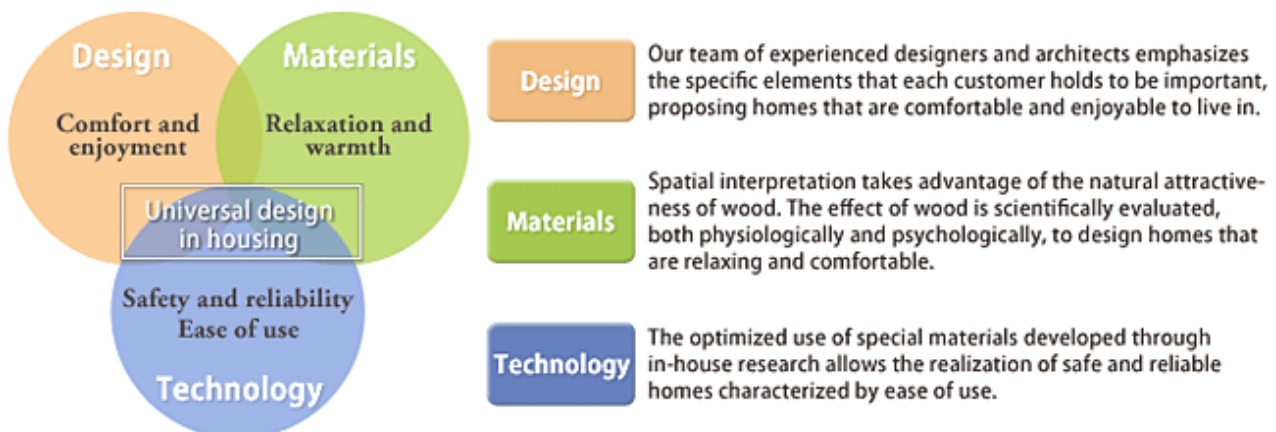 Design
Comfort and
enjoyment
Materials
Relaxation and
warmth
Universal design
in housing
Safety and reliability
Ease of use
Technology
Design
Our team of experienced designers and architects emphasizes
the specific elements that each customer holds to be important,
proposing homes that are comfortable and enjoyable to live in.
Materials
Spatial interpretation takes advantage of the natural attractive-
ness of wood. The effect of wood is scientifically evaluated,
both physiologically and psychologically, to design homes that
are relaxing and comfortable.
Technology
The optimized use of special materials developed through
in-house research allows the realization of safe and reliable
homes characterized by ease of use.